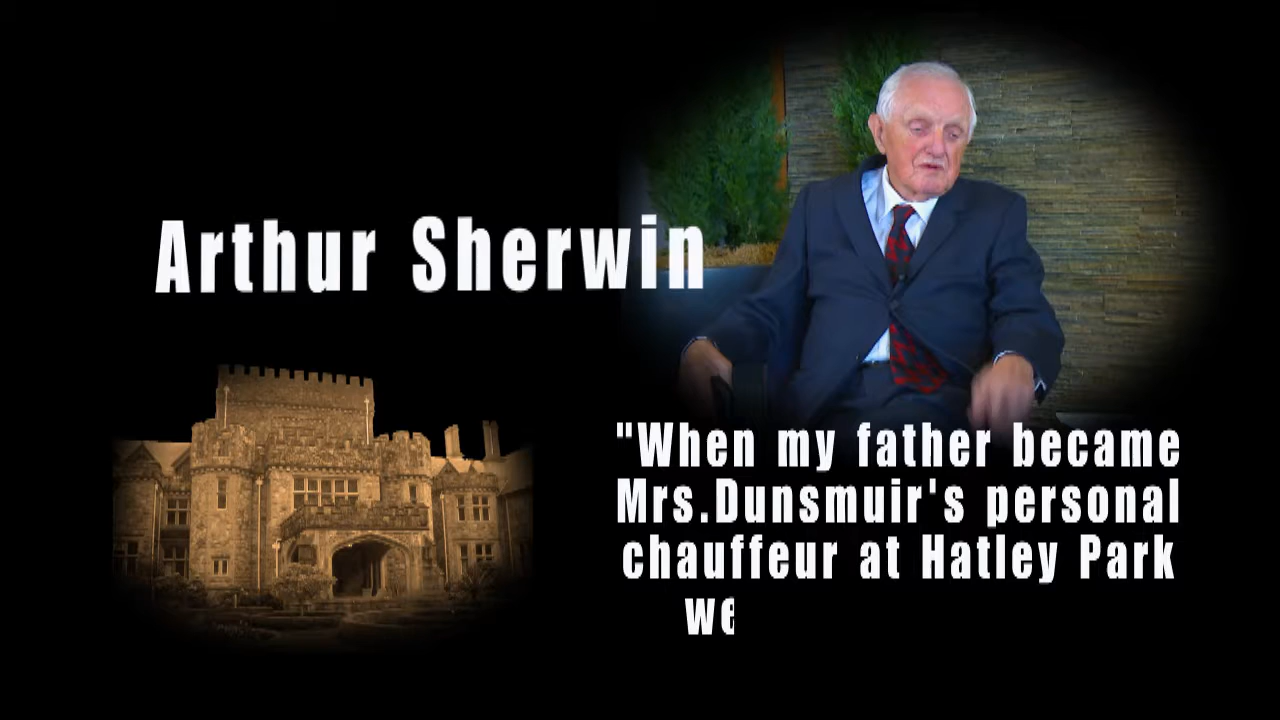 Arthur Sherwin
"When my father became
Mrs.Dunsmuir's personal
chauffeur at Hatley Park
we